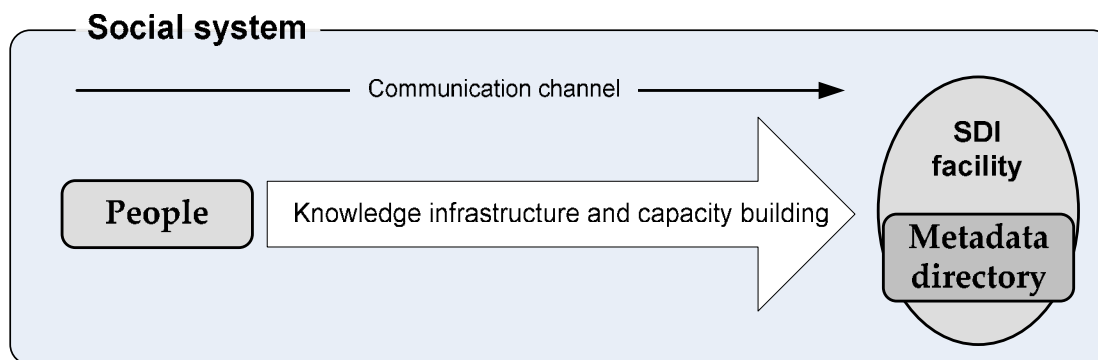 Social system
Communication channel
SDI
facility
People
Knowledge infrastructure and capacity building
Metadata
directory